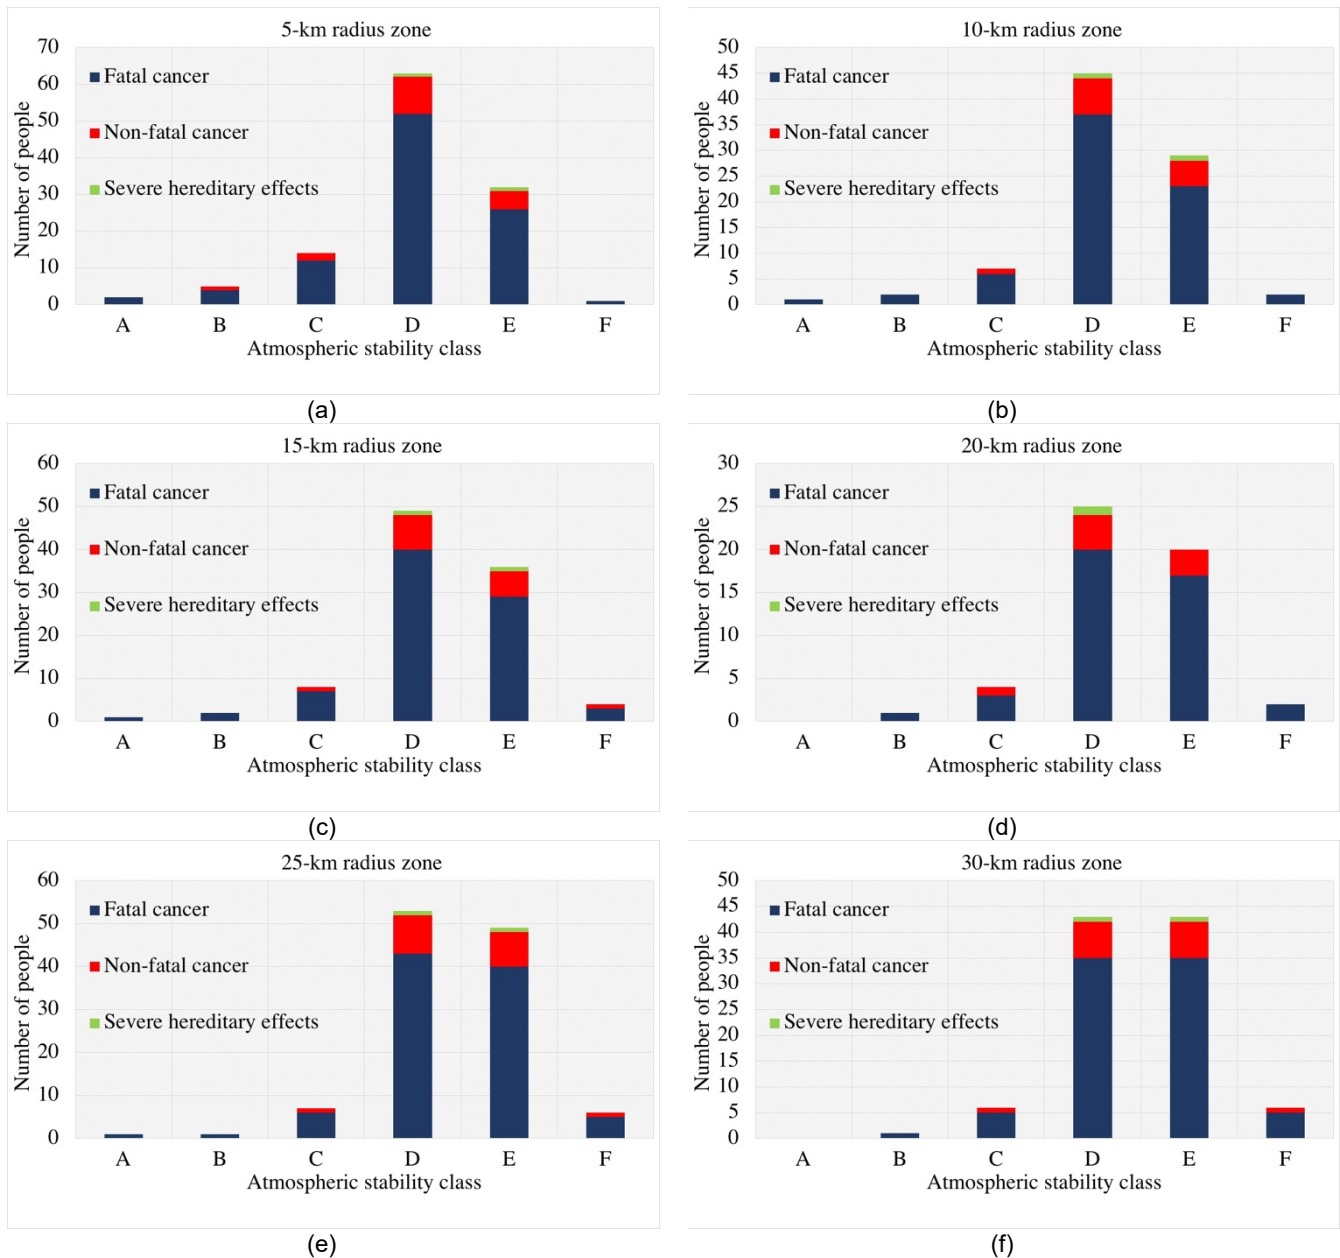 5-km radius zone
Number of people
70
60
50
40
30
20
10
0
Fatal cancer
Non-fatal cancer
Severe hereditary effects
A B C D E F
Atmospheric stability class
(a)
10-km radius zone
Number of people
50
45
40
35
30
25
20
15
10
5
0
Fatal cancer
Non-fatal cancer
Severe hereditary effects
A B C D E F
Atmospheric stability class
(b)
15-km radius zone
Number of people
60
50
40
30
20
10
0
Fatal cancer
Non-fatal cancer
Severe hereditary effects
A B C D E F
Atmospheric stability class
(c)
20-km radius zone
Number of people
30
25
20
15
10
5
0
Fatal cancer
Non-fatal cancer
Severe hereditary effects
A B C D E F
Atmospheric stability class
(d)
25-km radius zone
Number of people
60
50
40
30
20
10
0
Fatal cancer
Non-fatal cancer
Severe hereditary effects
A B C D E F
Atmospheric stability class
(e)
30-km radius zone
Number of people
50
45
40
35
30
25
20
15
10
5
0
Fatal cancer
Non-fatal cancer
Severe hereditary effects
A B C D E F
Atmospheric stability class
(f)